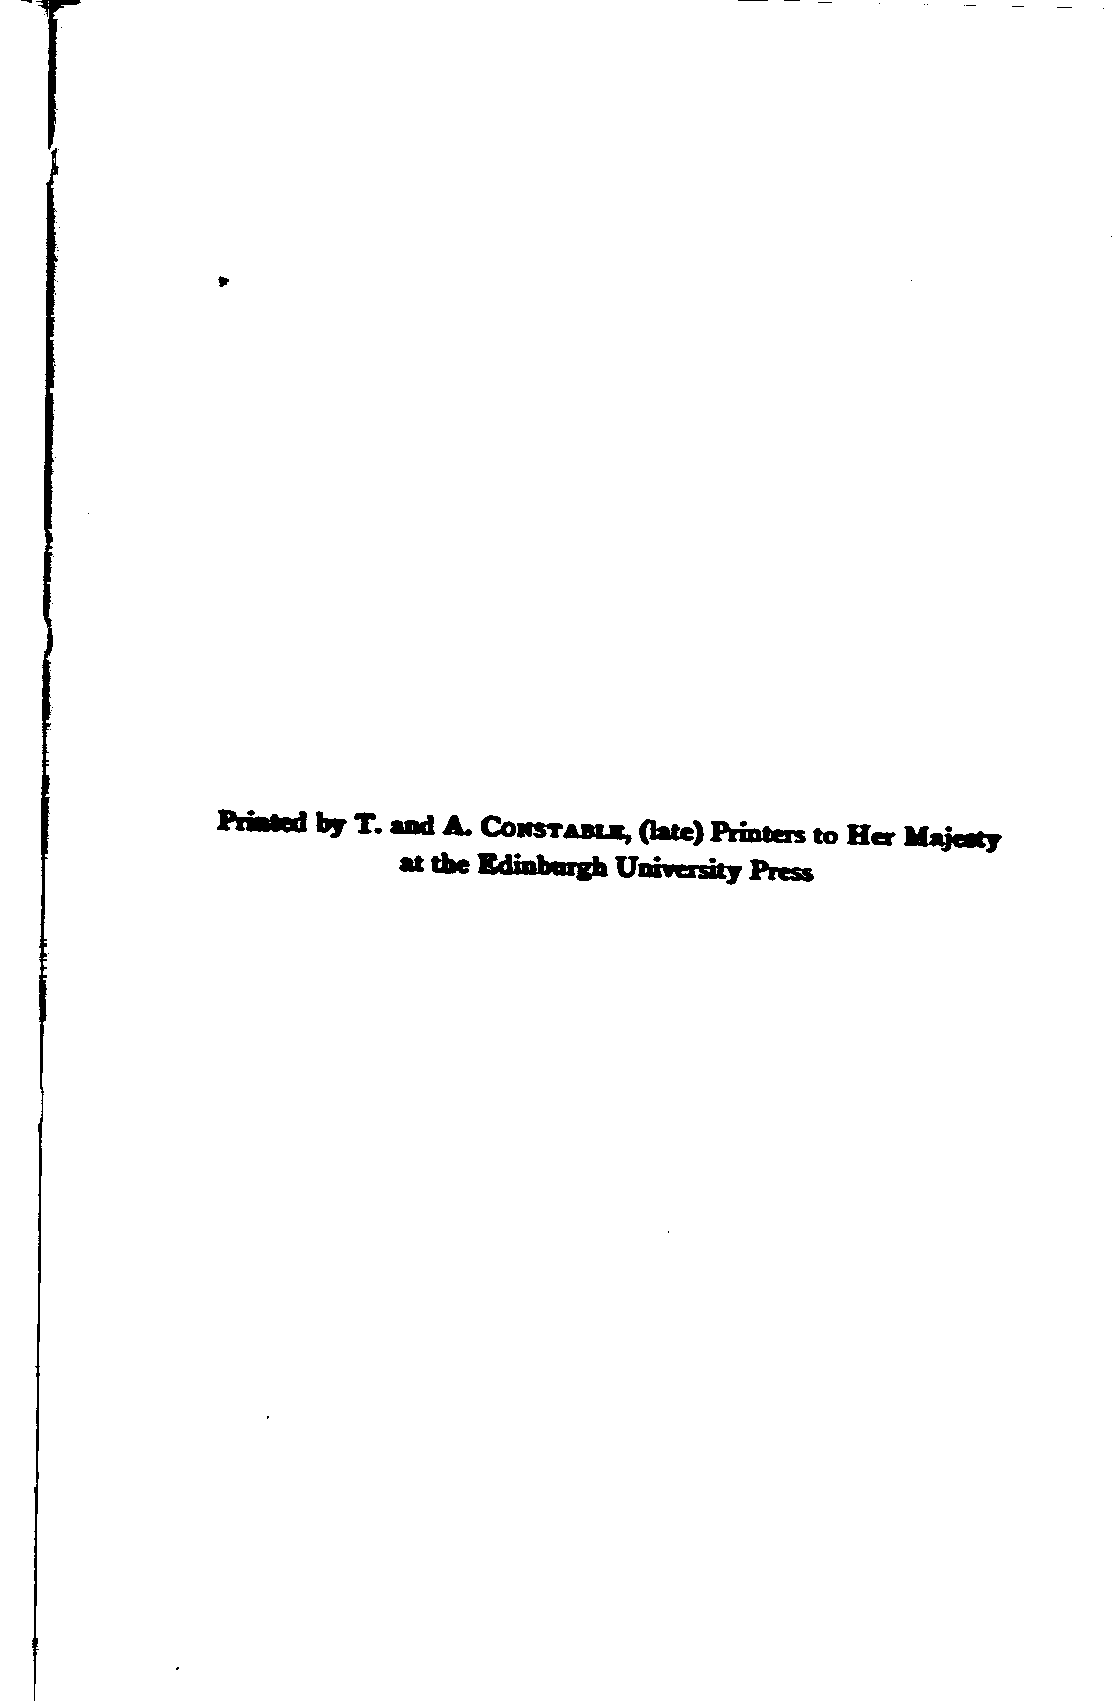 Printed by T. and A. CONSTABLE, (late) Printers to Her Majesty
at the Edinburgh University Press